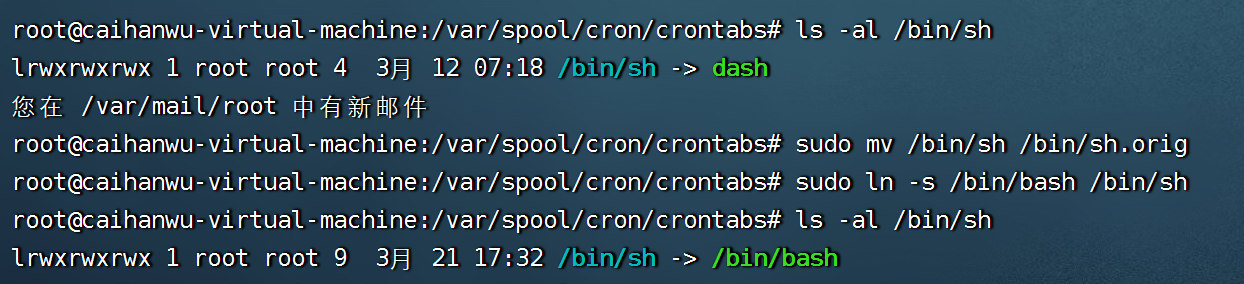 root@caihanwu-virtual-machine:/var/spool/cron/crontabs# ls -al /bin/sh
lrwxrwxrwx 1 root root 4  3月 12 07:18 /bin/sh -> dash
您在 /var/mail/root 中有新邮件
root@caihanwu-virtual-machine:/var/spool/cron/crontabs# sudo mv /bin/sh /bin/sh.orig
root@caihanwu-virtual-machine:/var/spool/cron/crontabs# sudo ln -s /bin/bash /bin/sh
root@caihanwu-virtual-machine:/var/spool/cron/crontabs# ls -al /bin/sh
lrwxrwxrwx 1 root root 9  3月 21 17:32 /bin/sh -> /bin/bash